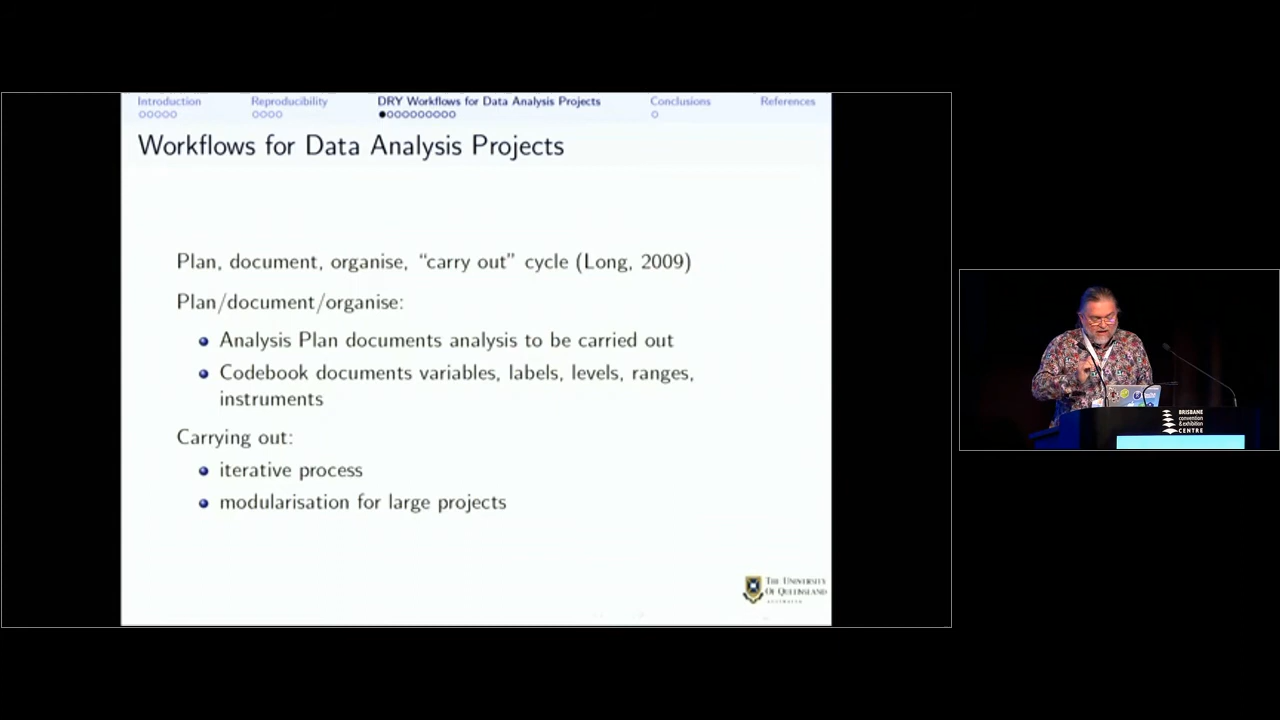 Introduction
Reproducibility
DRY Workflows for Data Analysis Projects
Conclusions
References
Workflows for Data Analysis Projects
Plan, document, organise, “carry out” cycle (Long, 2009)
Plan/document/organise:
Analysis Plan documents analysis to be carried out
Codebook documents variables, labels, levels, ranges,
instruments
Carrying out:
iterative process
modularisation for large projects
THE UNIVERSITY
OF QUEENSLAND
AUSTRALIA
BRISBANE
convention
& exhibition
CENTRE